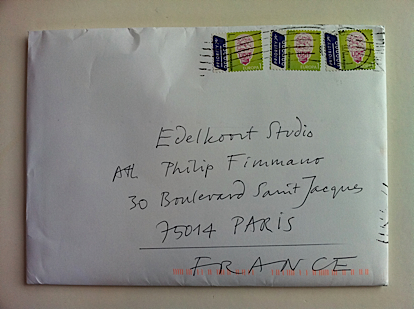 Edelkoort Studio
Att Philip Fimmano
30 Boulevard Saint Jacques
75014 PARIS
FRANCE